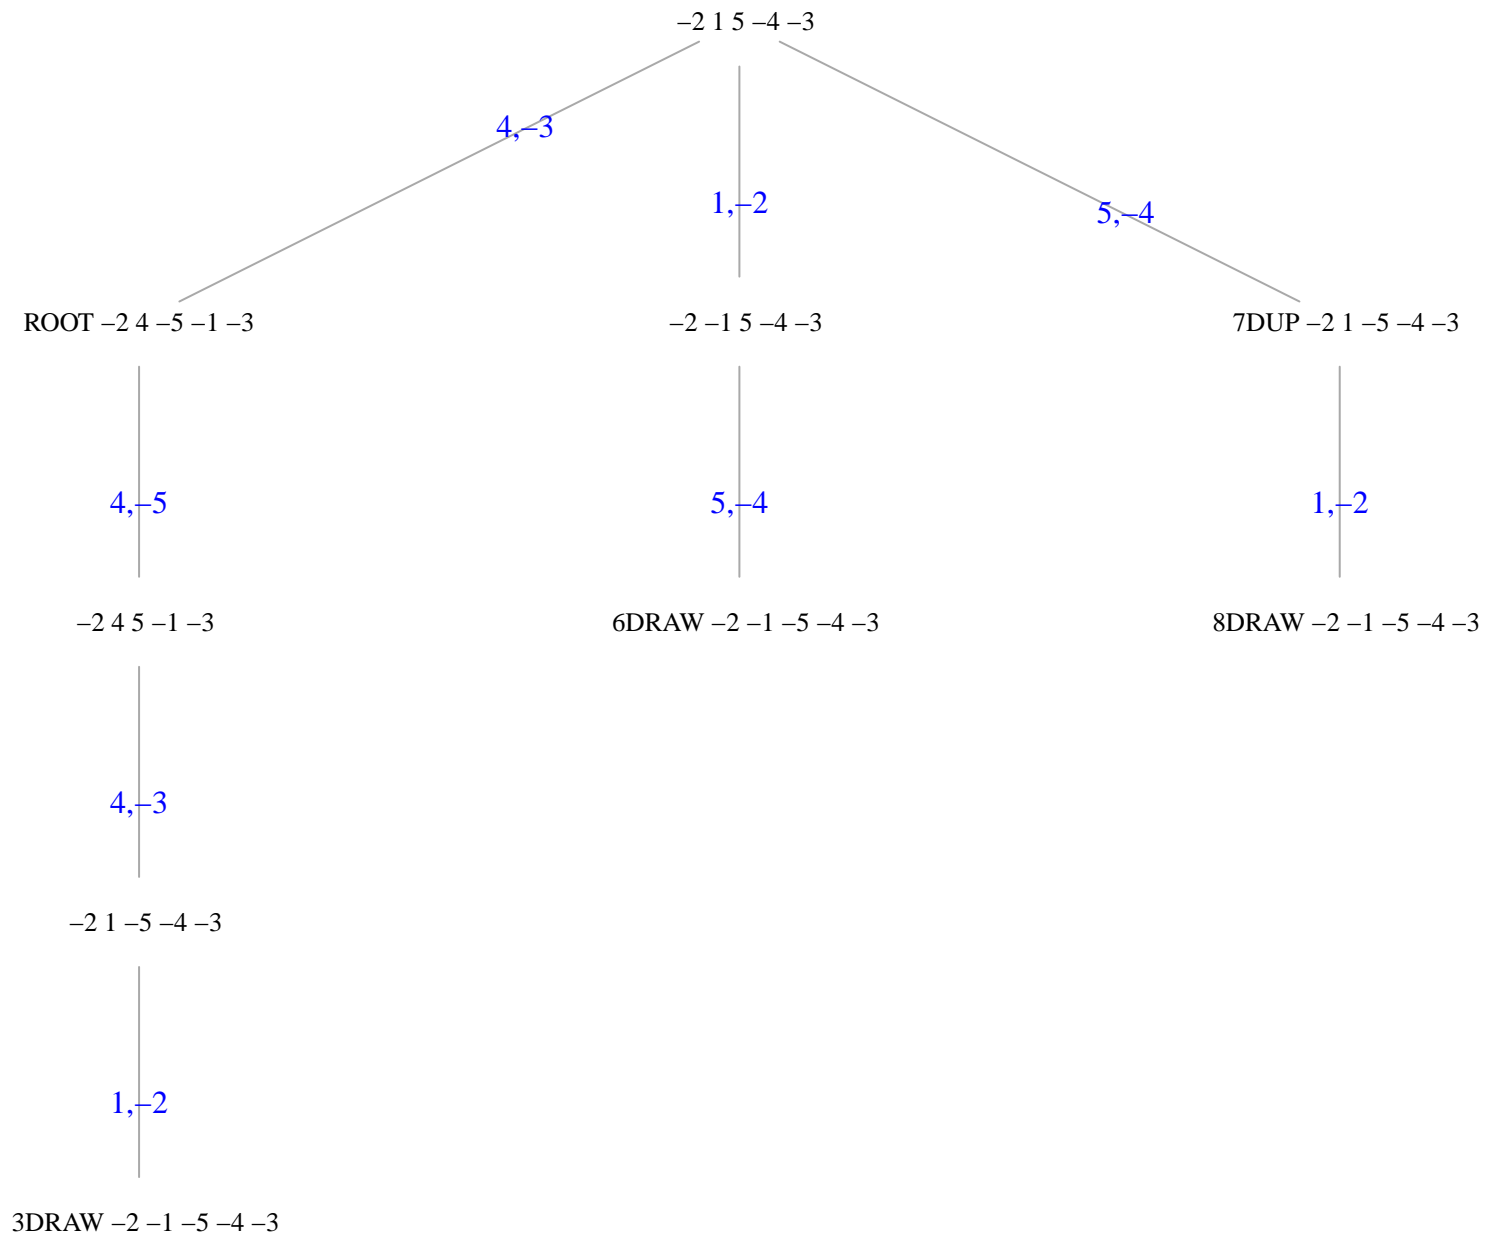 –2 1 5 –4 –3
4,–3
1,–2
5,–4
ROOT –2 4 –5 –1 –3
–2 –1 5 –4 –3
7DUP –2 1 –5 –4 –3
4,–5
5,–4
1,–2
–2 4 5 –1 –3
6DRAW –2 –1 –5 –4 –3
8DRAW –2 –1 –5 –4 –3
4,–3
–2 1 –5 –4 –3
1,–2
3DRAW –2 –1 –5 –4 –3